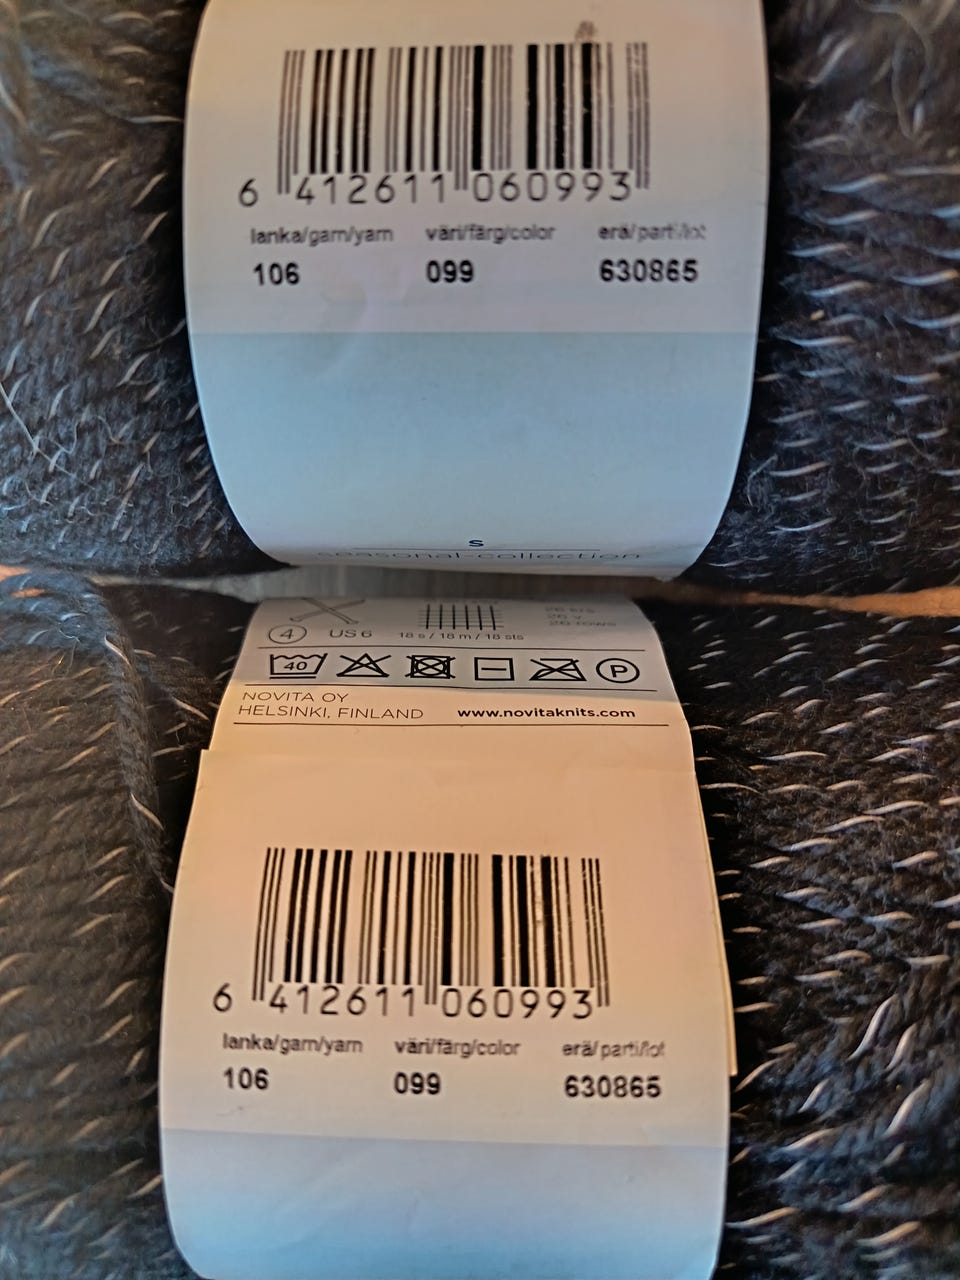 6 412611 060993
lanka/garn/yarn väri/färg/color erä/parti/lot
106 099 630865
s
seasonal collection
26 rows
4 US 6 18 s / 18 m / 18 sts
40 P
NOVITA OY
HELSINKI, FINLAND www.novitaknits.com
6 412611 060993
lanka/garn/yarn väri/färg/color erä/parti/lot
106 099 630865